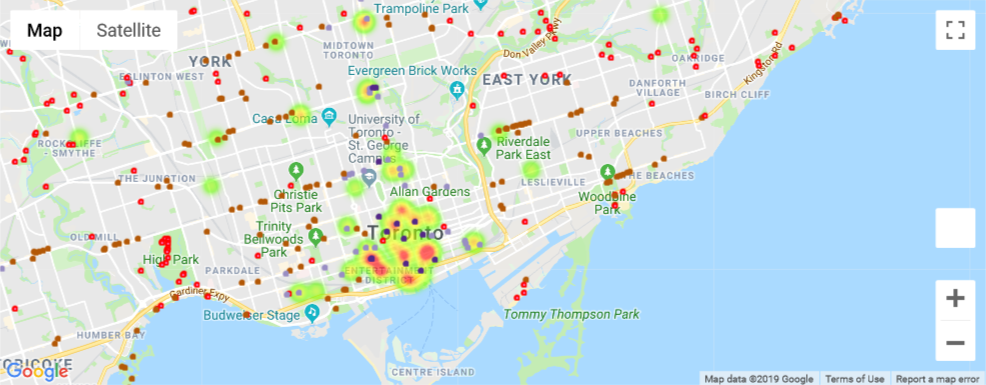 Map
Satellite
Trampoline Park
MIDTOWN
TORONTO
YORK
Don Valley Pkwy
OAKRIDGE
Kingston Rd
EGLINTON WEST
Evergreen Brick Works
EAST YORK
DANFORTH
VILLAGE
BIRCH CLIFF
Casa Loma
University of
Toronto -
St. George
Campus
UPPER BEACHES
ROCKCLIFFE
- SMYTHE
Riverdale
Park East
THE JUNCTION
THE BEACHES
LESLIEVILLE
Christie
Pits Park
Allan Gardens
Woodbine
Park
Trinity
Bellwoods
Park
Toronto
OLD MILL
High Park
PARKDALE
ENTERTAINMENT
DISTRICT
Gardiner Expy
Budweiser Stage
Tommy Thompson Park
HUMBER BAY
OBICOKE
CENTRE ISLAND
Google
Map data ©2019 Google
Terms of Use
Report a map error